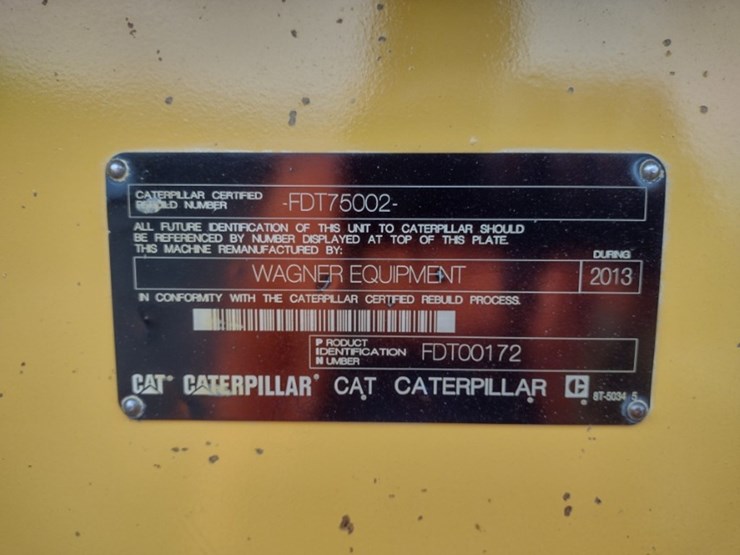 CATERPILLAR CERTIFIED
REBUILD NUMBER -FDT75002-
ALL FUTURE IDENTIFICATION OF THIS UNIT TO CATERPILLAR SHOULD
BE REFERENCED BY NUMBER DISPLAYED AT TOP OF THIS PLATE.
THIS MACHINE REMANUFACTURED BY:
DURING
WAGNER EQUIPMENT 2013
IN CONFORMITY WITH THE CATERPILLAR CERTIFIED REBUILD PROCESS.
PRODUCT
IDENTIFICATION FDT00172
NUMBER
CAT CATERPILLAR CAT CATERPILLAR C
8T-5034 5